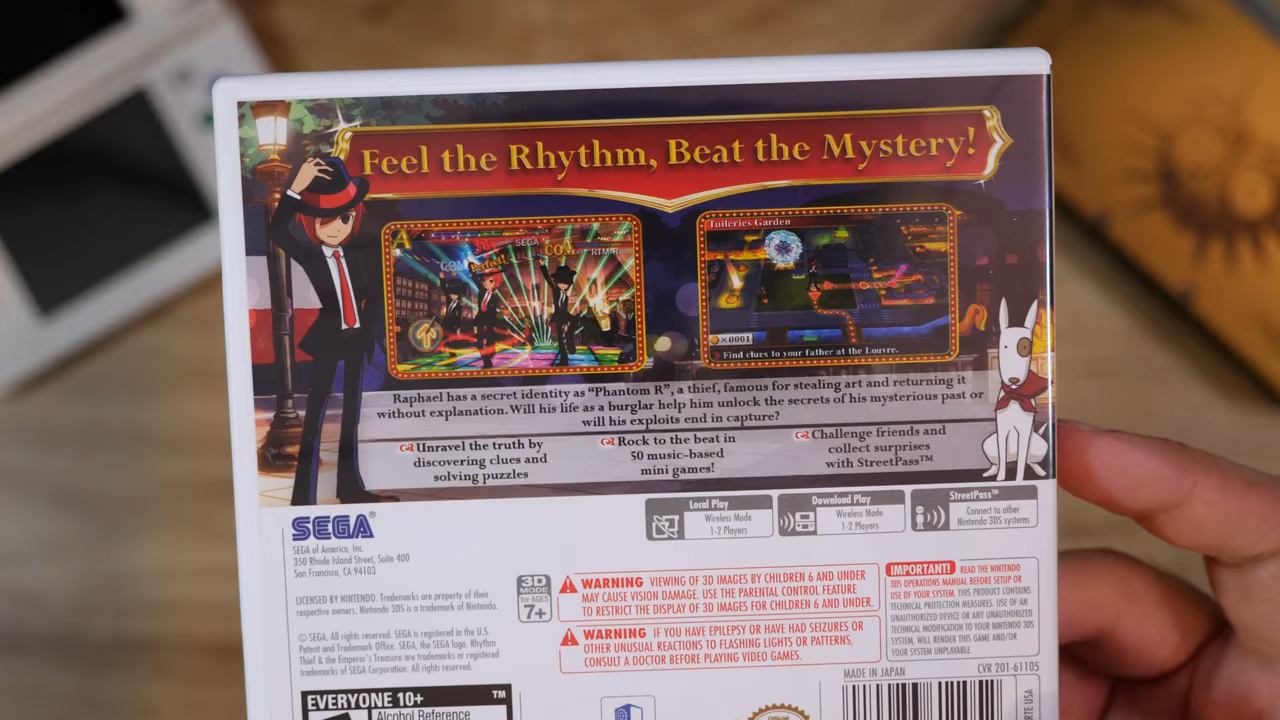 Feel the Rhythm, Beat the Mystery!
A
SEGA
COOL
Perfect
COOL
RTMR
Tuileries Garden
×0001
Find clues to your father at the Louvre.
Raphael has a secret identity as “Phantom R”, a thief, famous for stealing art and returning it
without explanation. Will his life as a burglar help him unlock the secrets of his mysterious past or
will his exploits end in capture?
Unravel the truth by
discovering clues and
solving puzzles
Rock to the beat in
50 music-based
mini games!
Challenge friends and
collect surprises
with StreetPass™
SEGA®
SEGA of America, Inc.
350 Rhode Island Street, Suite 400
San Francisco, CA 94103
LICENSED BY NINTENDO. Trademarks are property of their
respective owners. Nintendo 3DS is a trademark of Nintendo.
© SEGA. All rights reserved. SEGA is registered in the U.S.
Patent and Trademark Office. SEGA, the SEGA logo, Rhythm
Thief & the Emperor's Treasure are trademarks or registered
trademarks of SEGA Corporation. All rights reserved.
Local Play
Wireless Mode
1-2 Players
Download Play
Wireless Mode
1-2 Players
StreetPass™
Connect to other
Nintendo 3DS systems
3D
MODE
for AGES
7+
WARNING VIEWING OF 3D IMAGES BY CHILDREN 6 AND UNDER
MAY CAUSE VISION DAMAGE. USE THE PARENTAL CONTROL FEATURE
TO RESTRICT THE DISPLAY OF 3D IMAGES FOR CHILDREN 6 AND UNDER.
WARNING IF YOU HAVE EPILEPSY OR HAVE HAD SEIZURES OR
OTHER UNUSUAL REACTIONS TO FLASHING LIGHTS OR PATTERNS,
CONSULT A DOCTOR BEFORE PLAYING VIDEO GAMES.
IMPORTANT! READ THE NINTENDO
3DS OPERATIONS MANUAL BEFORE SETUP OR
USE OF YOUR SYSTEM. THIS PRODUCT CONTAINS
TECHNICAL PROTECTION MEASURES. USE OF AN
UNAUTHORIZED DEVICE OR ANY UNAUTHORIZED
TECHNICAL MODIFICATION TO YOUR NINTENDO 3DS
SYSTEM, WILL RENDER THIS GAME AND/OR
YOUR SYSTEM UNPLAYABLE.
MADE IN JAPAN
CVR 201-61105
EVERYONE 10+ ™
Alcohol Reference
Official
RTE USA